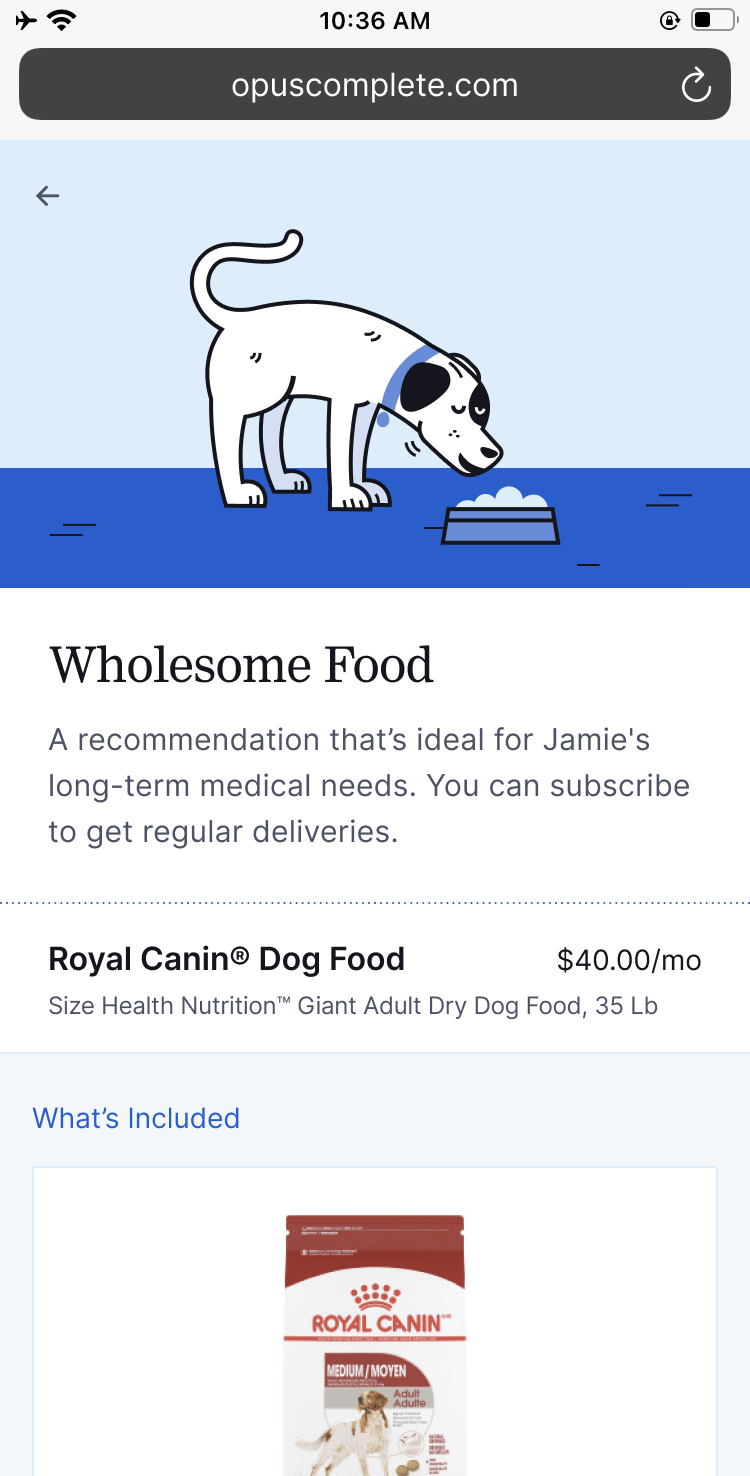 10:36 AM
opuscomplete.com
Wholesome Food
A recommendation that’s ideal for Jamie's
long-term medical needs. You can subscribe
to get regular deliveries.
Royal Canin® Dog Food
$40.00/mo
Size Health Nutrition™ Giant Adult Dry Dog Food, 35 Lb
What’s Included
ROYAL CANIN
MEDIUM / MOYEN
Adult
Adulte